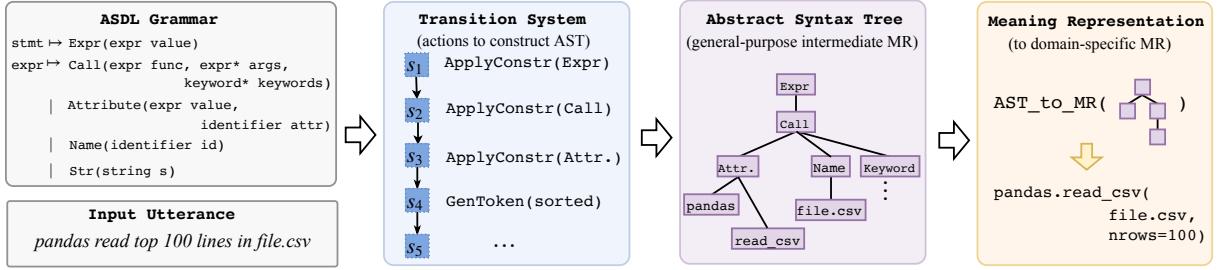 ASDL Grammar
stmt ↦ Expr(expr value)
expr ↦ Call(expr func, expr* args,
keyword* keywords)
| Attribute(expr value,
identifier attr)
| Name(identifier id)
| Str(string s)
Input Utterance
pandas read top 100 lines in file.csv
Transition System
(actions to construct AST)
s1 ApplyConstr(Expr)
s2 ApplyConstr(Call)
s3 ApplyConstr(Attr.)
s4 GenToken(sorted)
s5 ...
Abstract Syntax Tree
(general-purpose intermediate MR)
Expr
Call
Attr. Name Keyword
pandas file.csv ⋮
read_csv
Meaning Representation
(to domain-specific MR)
AST_to_MR( )
pandas.read_csv(
file.csv,
nrows=100)